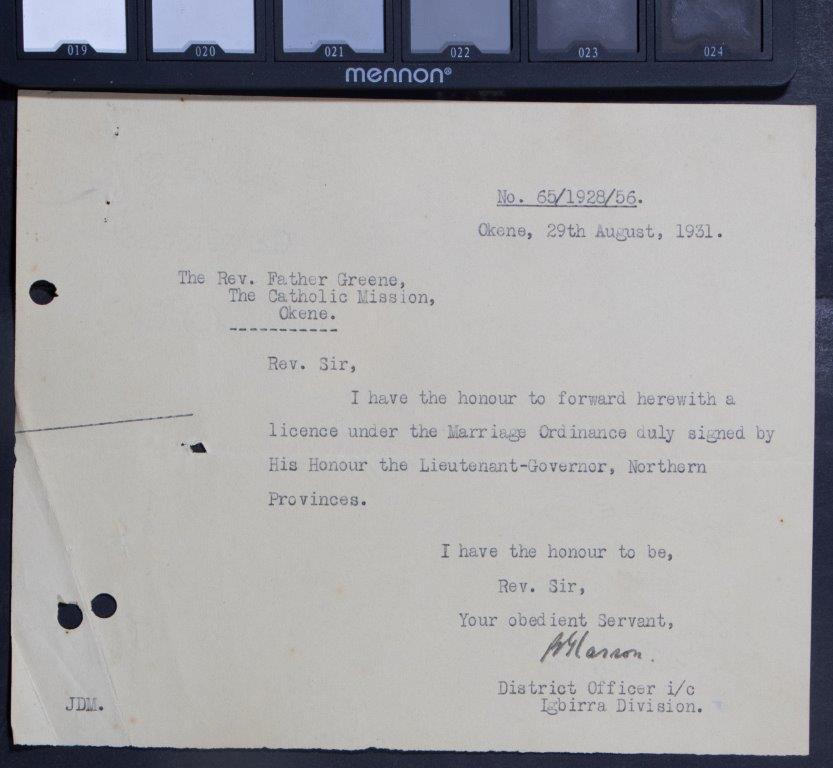 019 020 021 022 023 024
mennon®
No. 65/1928/56.
Okene, 29th August, 1931.
The Rev. Father Greene,
The Catholic Mission,
Okene.
-----------
Rev. Sir,
I have the honour to forward herewith a
licence under the Marriage Ordinance duly signed by
His Honour the Lieutenant-Governor, Northern
Provinces.
I have the honour to be,
Rev. Sir,
Your obedient Servant,
District Officer i/c
Igbirra Division.
JDM.